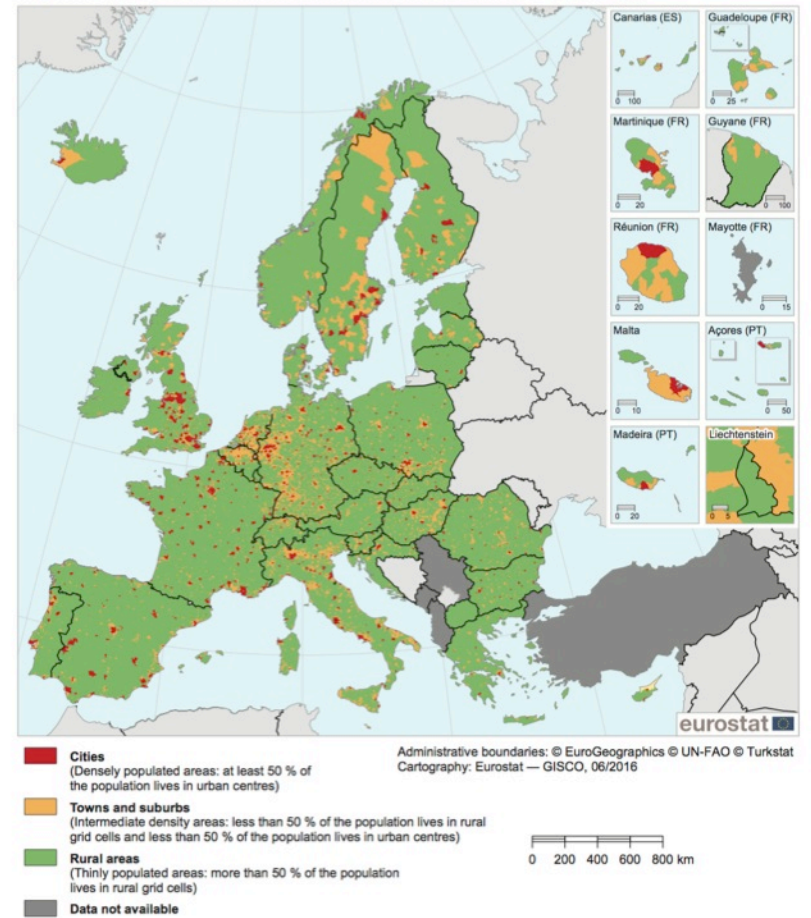 Canarias (ES)
0 100
Guadeloupe (FR)
0 25
Martinique (FR)
0 20
Guyane (FR)
0 100
Réunion (FR)
0 20
Mayotte (FR)
0 15
Malta
0 10
Açores (PT)
0 50
Madeira (PT)
0 20
Liechtenstein
0 5
eurostat
Cities
(Densely populated areas: at least 50 % of
the population lives in urban centres)
Towns and suburbs
(Intermediate density areas: less than 50 % of the population lives in rural
grid cells and less than 50 % of the population lives in urban centres)
Rural areas
(Thinly populated areas: more than 50 % of the population
lives in rural grid cells)
Data not available
Administrative boundaries: © EuroGeographics © UN-FAO © Turkstat
Cartography: Eurostat — GISCO, 06/2016
0 200 400 600 800 km